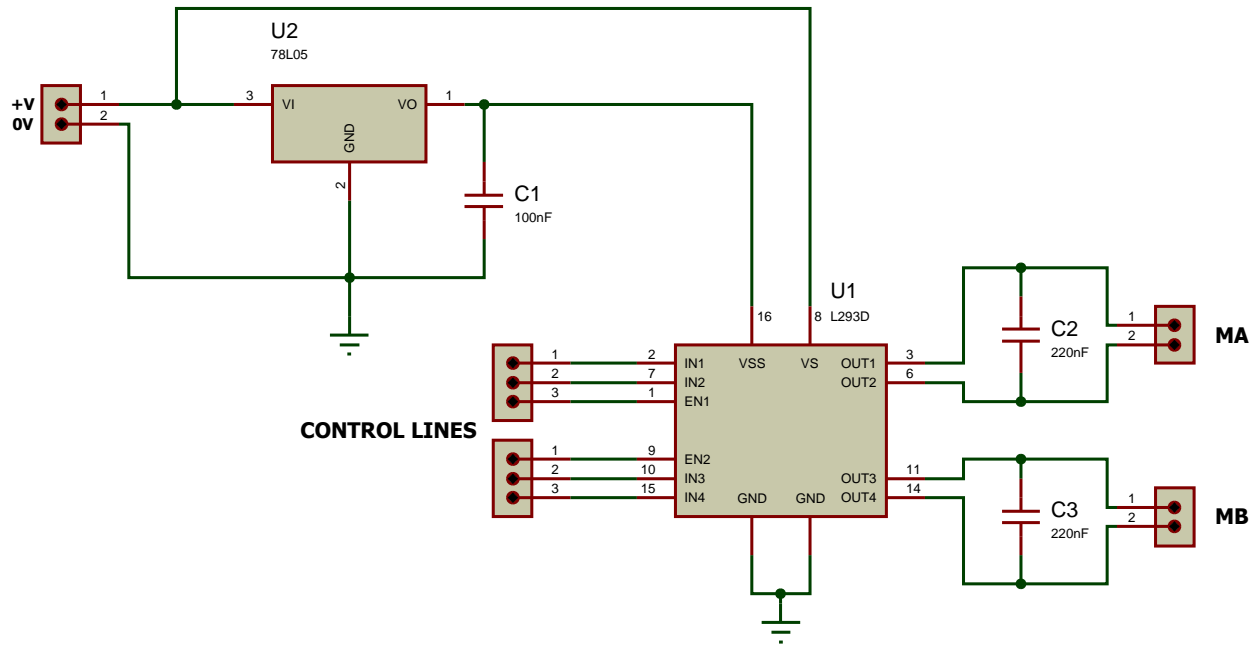 U2
78L05
+V
0V
1
2
3
VI
VO
1
GND
2
C1
100nF
U1
L293D
16
8
VSS
VS
1
2
3
2
7
1
IN1
IN2
EN1
OUT1
OUT2
3
6
C2
220nF
1
2
MA
CONTROL LINES
1
2
3
9
10
15
EN2
IN3
IN4
GND
GND
OUT3
OUT4
11
14
C3
220nF
1
2
MB